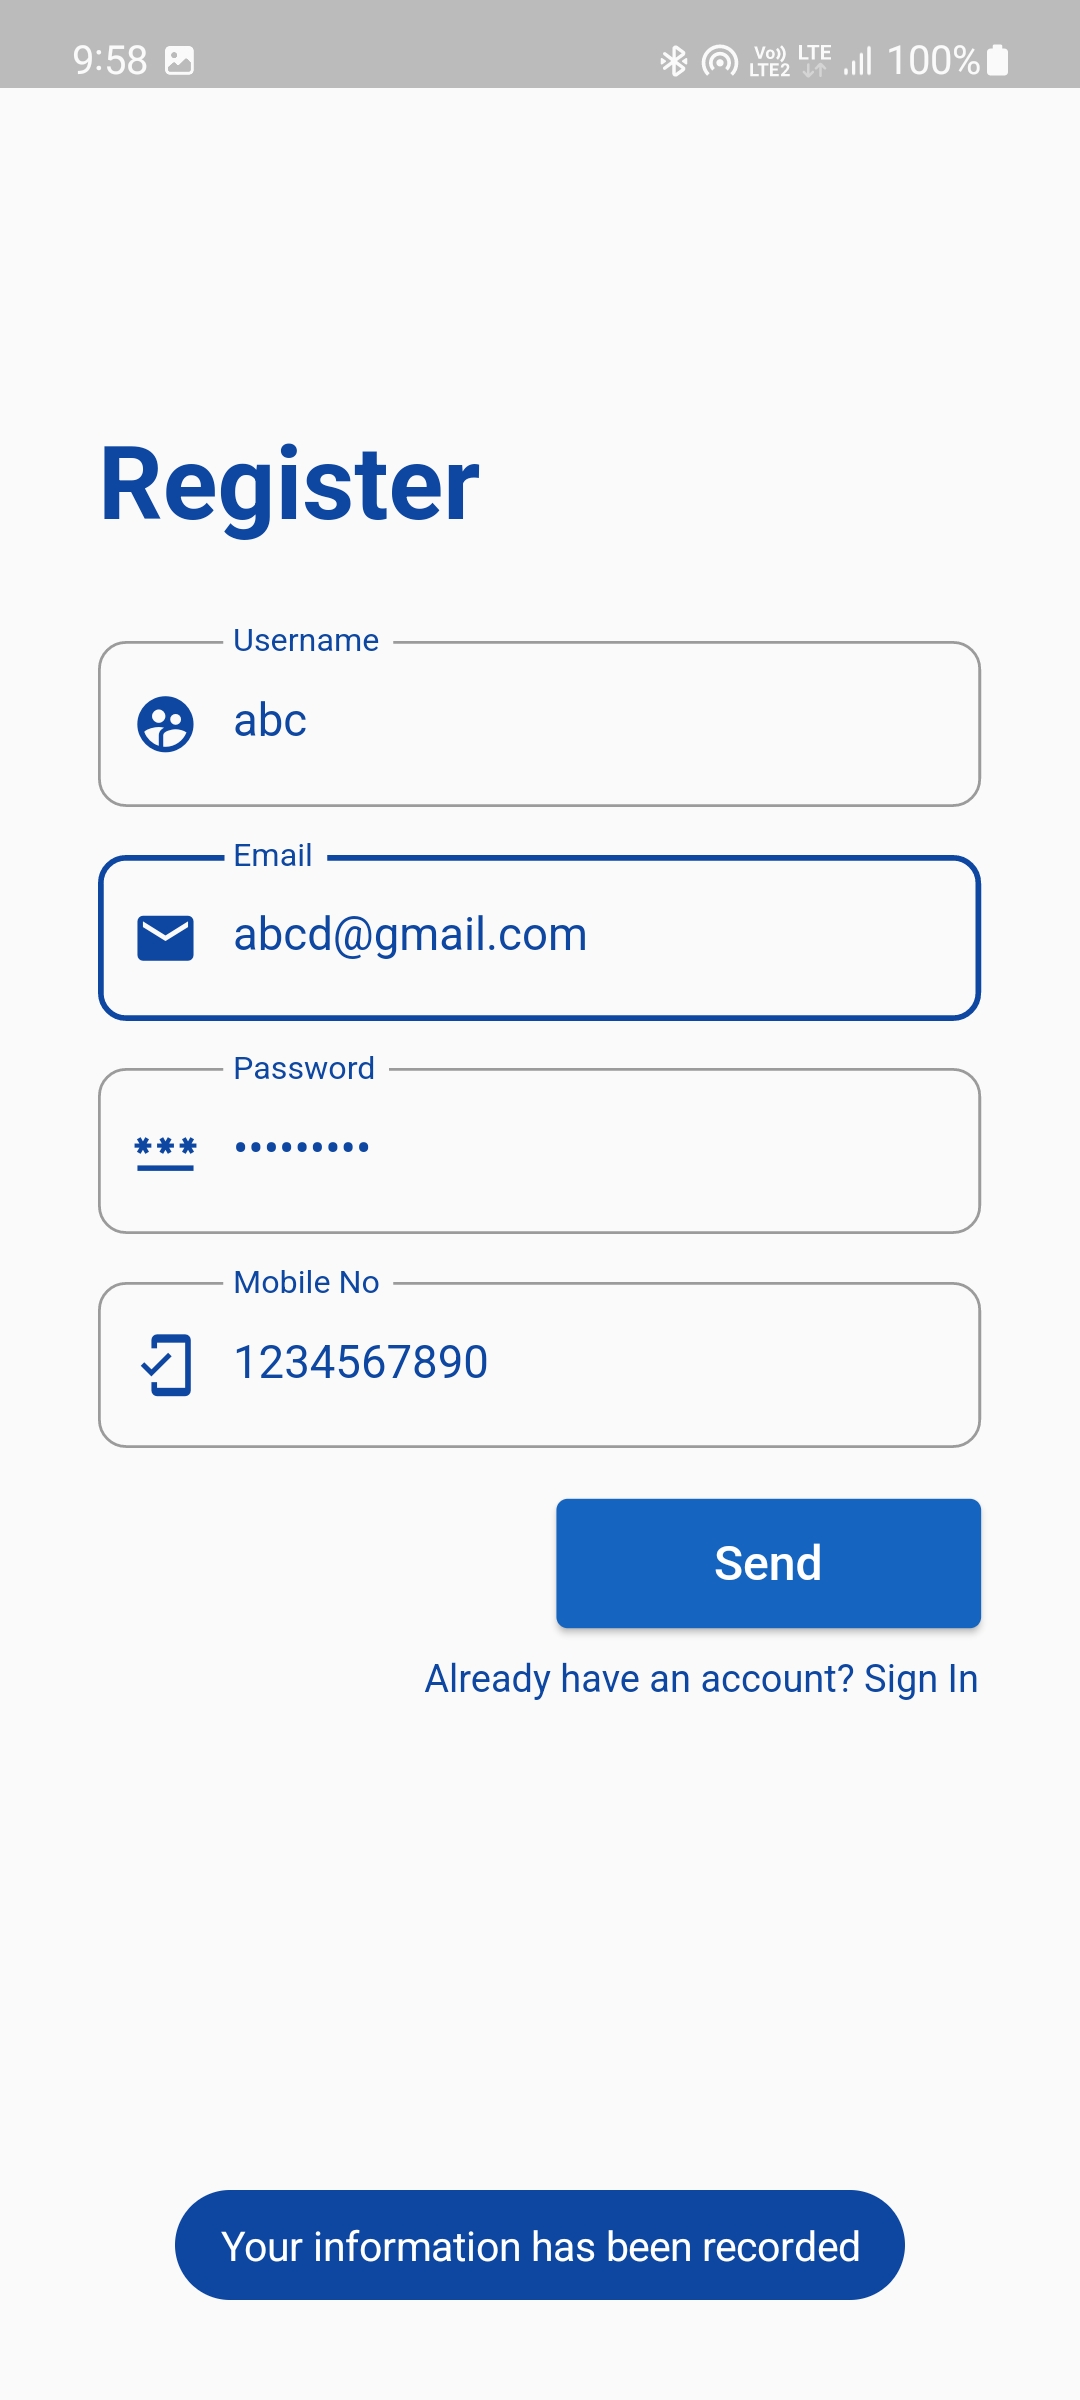 9:58
Vo)) LTE
LTE2
100%
Register
Username
abc
Email
abcd@gmail.com
Password
•••••••••
Mobile No
1234567890
Send
Already have an account? Sign In
Your information has been recorded